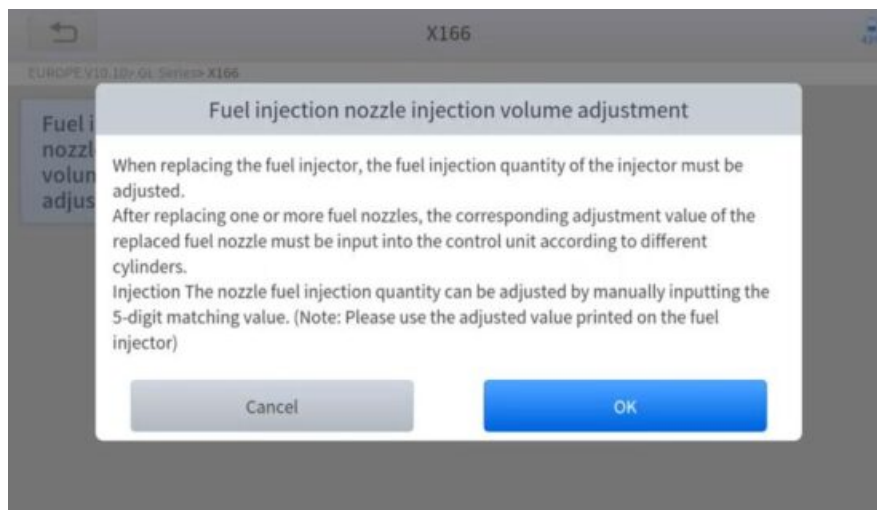 X166
EUROPE.V10.10> GL Series> X166
Fuel i
nozzl
volun
adjus
Fuel injection nozzle injection volume adjustment
When replacing the fuel injector, the fuel injection quantity of the injector must be
adjusted.
After replacing one or more fuel nozzles, the corresponding adjustment value of the
replaced fuel nozzle must be input into the control unit according to different
cylinders.
Injection The nozzle fuel injection quantity can be adjusted by manually inputting the
5-digit matching value. (Note: Please use the adjusted value printed on the fuel
injector)
Cancel
OK